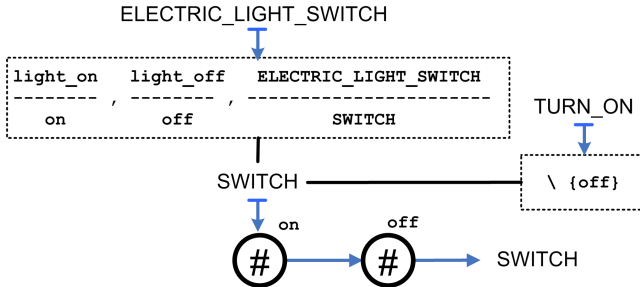 ELECTRIC_LIGHT_SWITCH
light_on light_off ELECTRIC_LIGHT_SWITCH
-------- , --------- , -----------------------
on off SWITCH
TURN_ON
\ {off}
SWITCH
on off
# # SWITCH